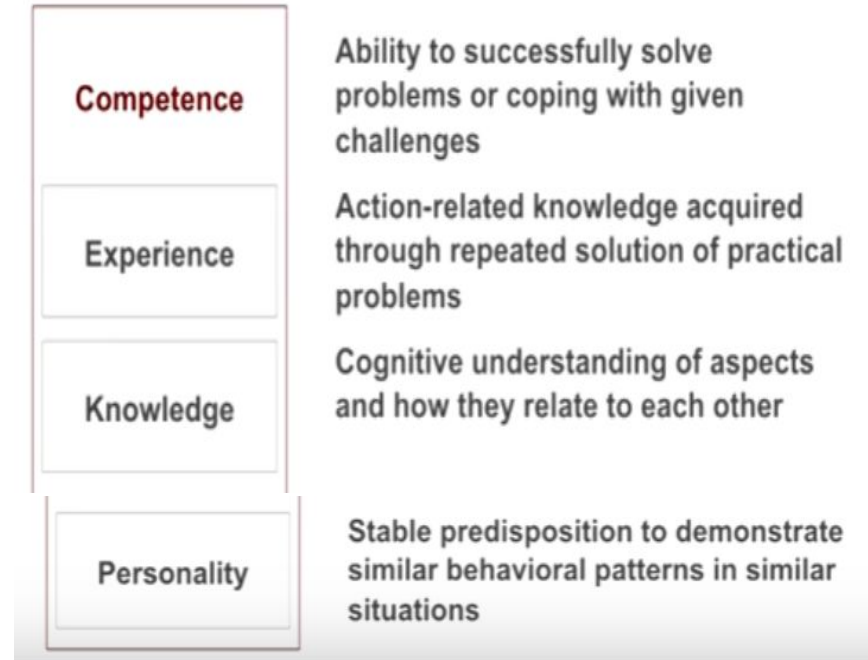 Competence
Ability to successfully solve
problems or coping with given
challenges
Experience
Action-related knowledge acquired
through repeated solution of practical
problems
Knowledge
Cognitive understanding of aspects
and how they relate to each other
Personality
Stable predisposition to demonstrate
similar behavioral patterns in similar
situations